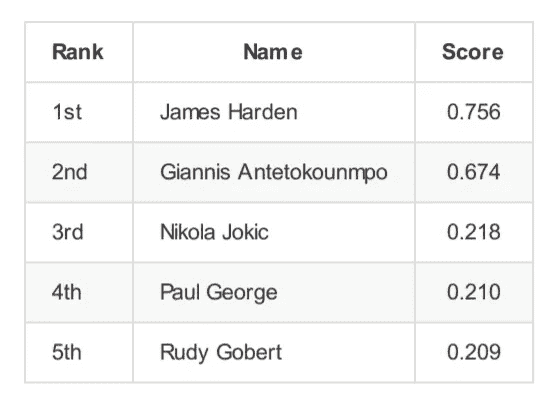 Rank Name Score
1st James Harden 0.756
2nd Giannis Antetokounmpo 0.674
3rd Nikola Jokic 0.218
4th Paul George 0.210
5th Rudy Gobert 0.209